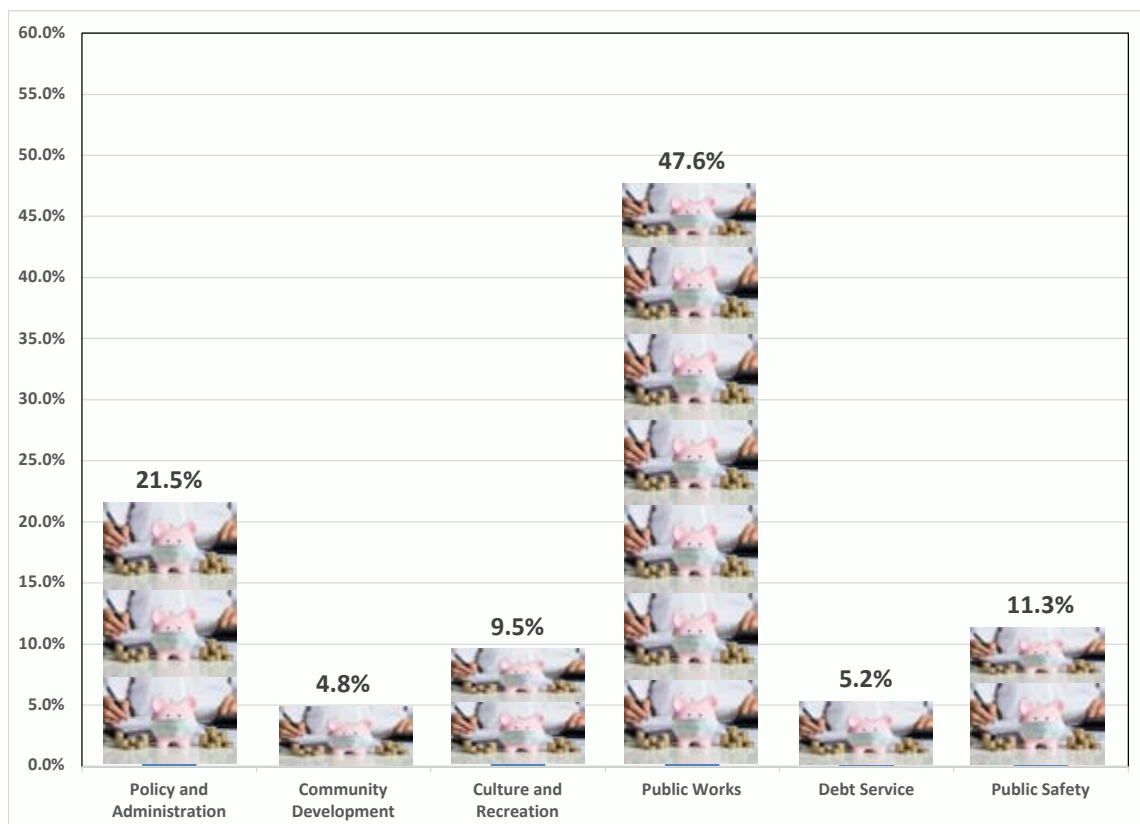 60.0%
55.0%
50.0%
45.0%
40.0%
35.0%
30.0%
25.0%
20.0%
15.0%
10.0%
5.0%
0.0%
21.5%
4.8%
9.5%
47.6%
5.2%
11.3%
Policy and
Administration
Community
Development
Culture and
Recreation
Public Works
Debt Service
Public Safety